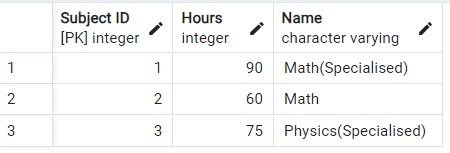 Subject ID Hours Name
[PK] integer integer character varying
1 1 90 Math(Specialised)
2 2 60 Math
3 3 75 Physics(Specialised)